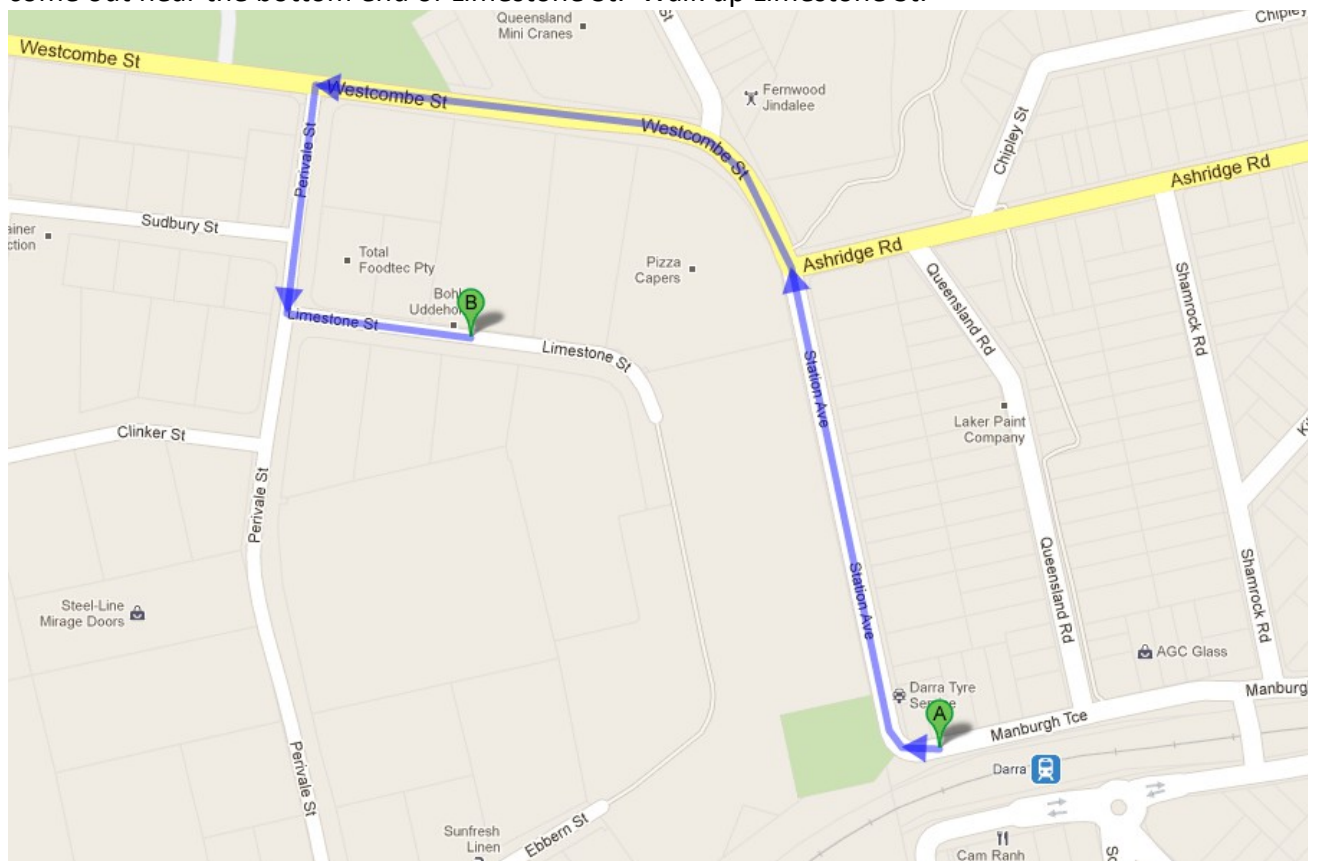 come out near the bottom end of Limestone St. Walk up Limestone St.
Queensland
Mini Cranes
St
Chipley
Westcombe St
Westcombe St
Westcombe St
Fernwood
Jindalee
Chipley St
Ashridge Rd
Ashridge Rd
Perivale St
Sudbury St
Total
Foodtec Pty
Pizza
Capers
B
Limestone St
Limestone St
Queensland Rd
Shamrock Rd
Station Ave
Laker Paint
Company
Clinker St
Perivale St
Station Ave
Queensland Rd
Shamrock Rd
Steel-Line
Mirage Doors
AGC Glass
Darra Tyre
A
Manburgh Tce
Manburg
Darra
Perivale St
Sunfresh
Linen
Ebbern St
Cam Ranh